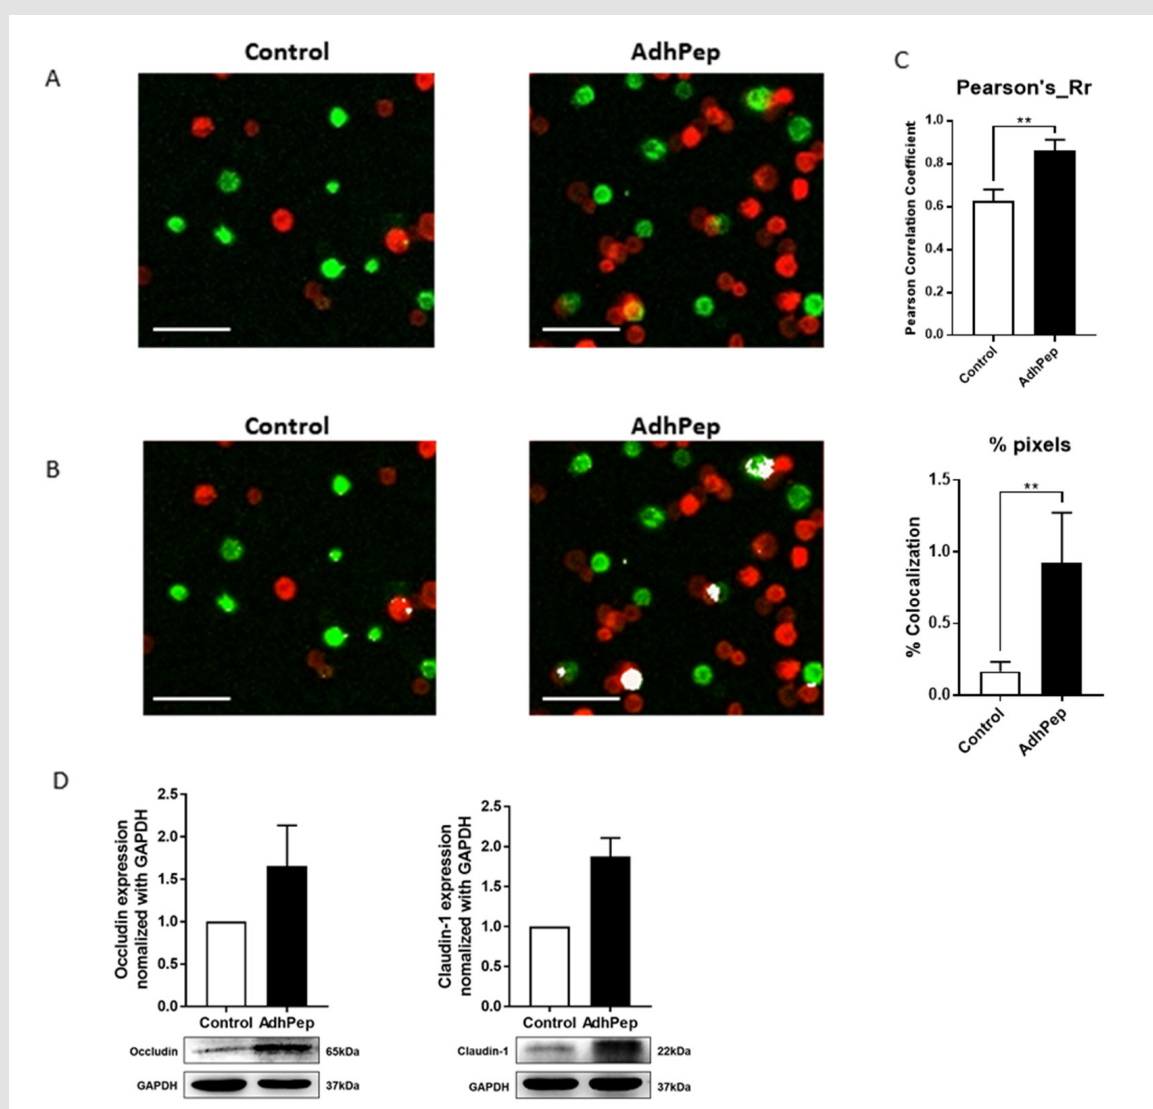 A
Control
AdhPep
C
Pearson's_Rr
Pearson Correlation Coefficient
1.0
0.8
0.6
0.4
0.2
0.0
**
Control
AdhPep
B
Control
AdhPep
% pixels
% Colocalization
1.5
1.0
0.5
0.0
**
Control
AdhPep
D
Occludin expression
nomalized with GAPDH
2.5
2.0
1.5
1.0
0.5
0.0
Control AdhPep
Occludin
65kDa
GAPDH
37kDa
Claudin-1 expression
nomalized with GAPDH
2.5
2.0
1.5
1.0
0.5
0.0
Control AdhPep
Claudin-1
22kDa
GAPDH
37kDa